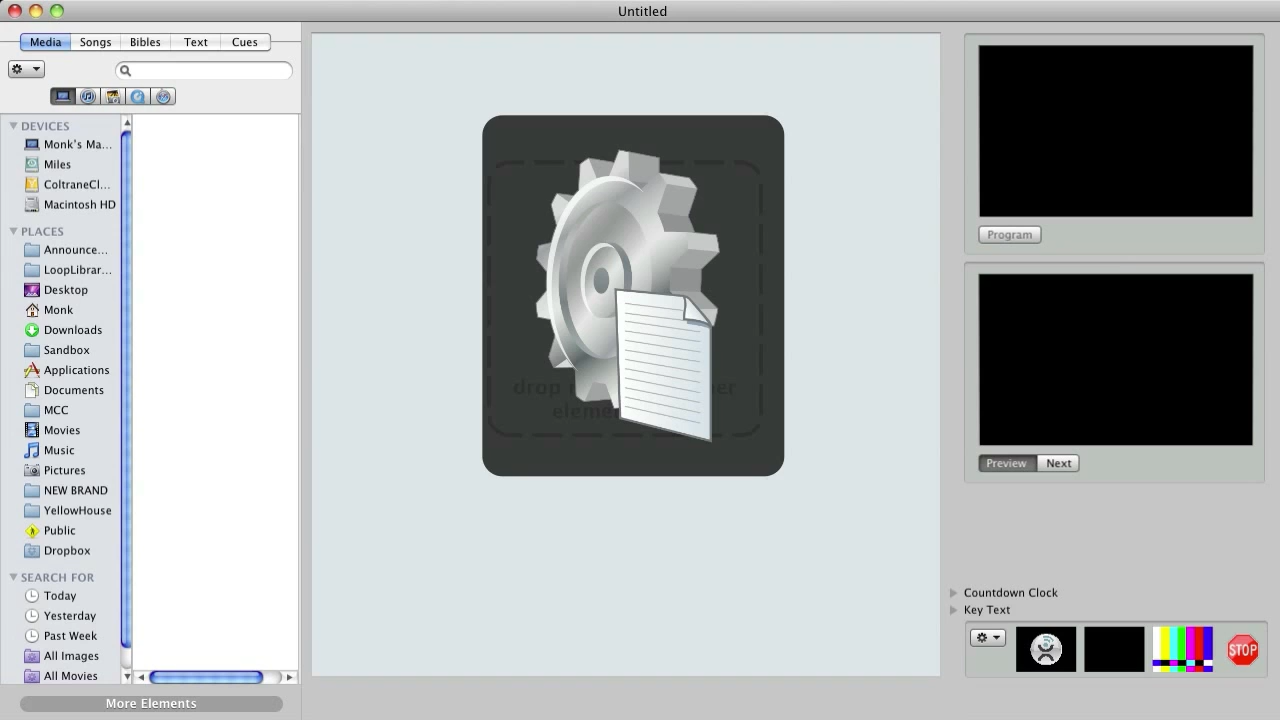 Untitled
Media
Songs
Bibles
Text
Cues
DEVICES
Monk's Ma...
Miles
ColtraneCl...
Macintosh HD
PLACES
Announce...
LoopLibrar...
Desktop
Monk
Downloads
Sandbox
Applications
Documents
MCC
Movies
Music
Pictures
NEW BRAND
YellowHouse
Public
Dropbox
SEARCH FOR
Today
Yesterday
Past Week
All Images
All Movies
More Elements
drop
Program
Preview
Next
Countdown Clock
Key Text
STOP